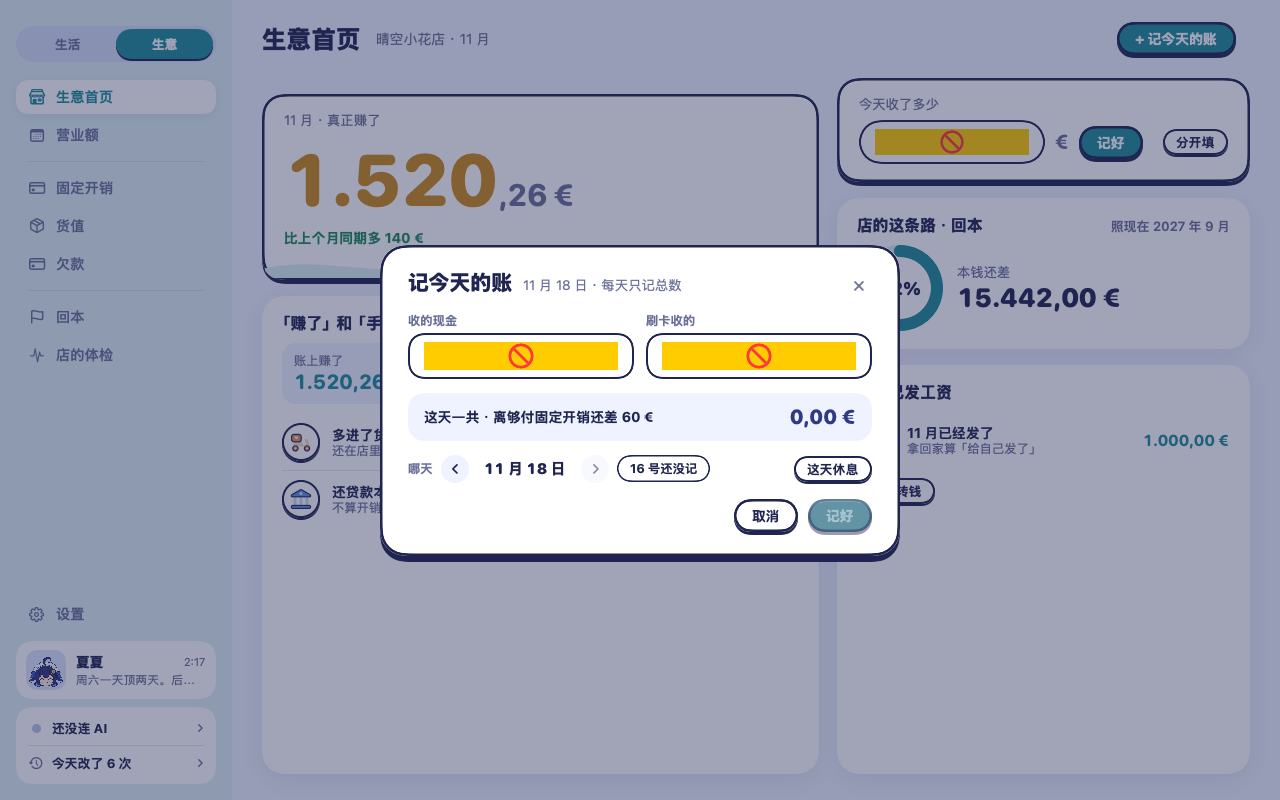 生活
生意
生意首页
营业额
固定开销
货值
欠款
回本
店的体检
设置
夏夏
2:17
周六一天顶两天。后…
还没连 AI
今天改了 6 次
生意首页
晴空小花店 · 11 月
+ 记今天的账
11 月 · 真正赚了
1.520,26 €
比上个月同期多 140 €
今天收了多少
€
记好
分开填
店的这条路 · 回本
照现在 2027 年 9 月
2%
本钱还差
15.442,00 €
「赚了」和「手
账上赚了
1.520,26
多进了货
还在店里
还贷款本
不算开销
记今天的账
11 月 18 日 · 每天只记总数
收的现金
刷卡收的
这天一共 · 离够付固定开销还差 60 €
0,00 €
哪天
11 月 18 日
16 号还没记
这天休息
取消
记好
己发工资
11 月已经发了
拿回家算「给自己发了」
1.000,00 €
转钱